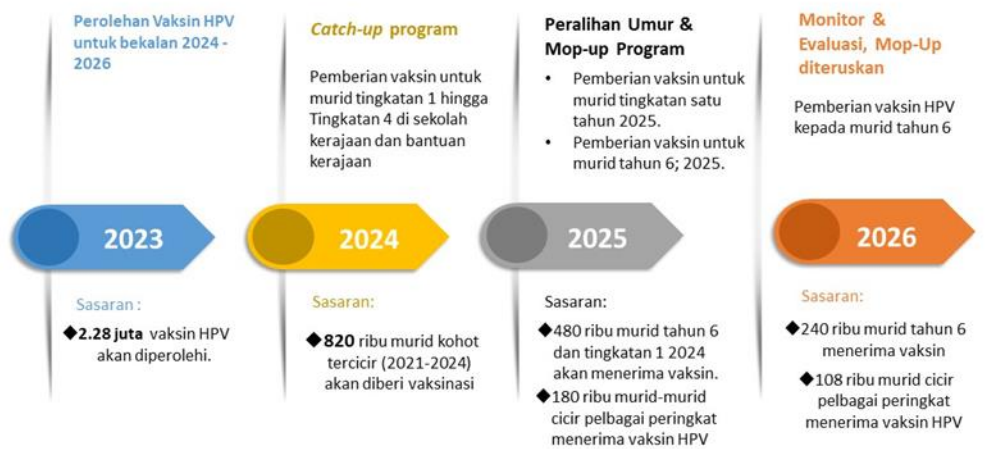 Perolehan Vaksin HPV
untuk bekalan 2024 -
2026
2023
Sasaran :
◆2.28 juta vaksin HPV
akan diperolehi.
Catch-up program
Pemberian vaksin untuk
murid tingkatan 1 hingga
Tingkatan 4 di sekolah
kerajaan dan bantuan
kerajaan
2024
Sasaran:
◆820 ribu murid kohot
tercicir (2021-2024)
akan diberi vaksinasi
Peralihan Umur &
Mop-up Program
• Pemberian vaksin untuk
murid tingkatan satu
tahun 2025.
• Pemberian vaksin untuk
murid tahun 6; 2025.
2025
Sasaran:
◆480 ribu murid tahun 6
dan tingkatan 1 2024
akan menerima vaksin.
◆180 ribu murid-murid
cicir pelbagai peringkat
menerima vaksin HPV
Monitor &
Evaluasi, Mop-Up
diteruskan
Pemberian vaksin HPV
kepada murid tahun 6
2026
Sasaran:
◆240 ribu murid tahun 6
menerima vaksin
◆108 ribu murid cicir
pelbagai peringkat
menerima vaksin HPV